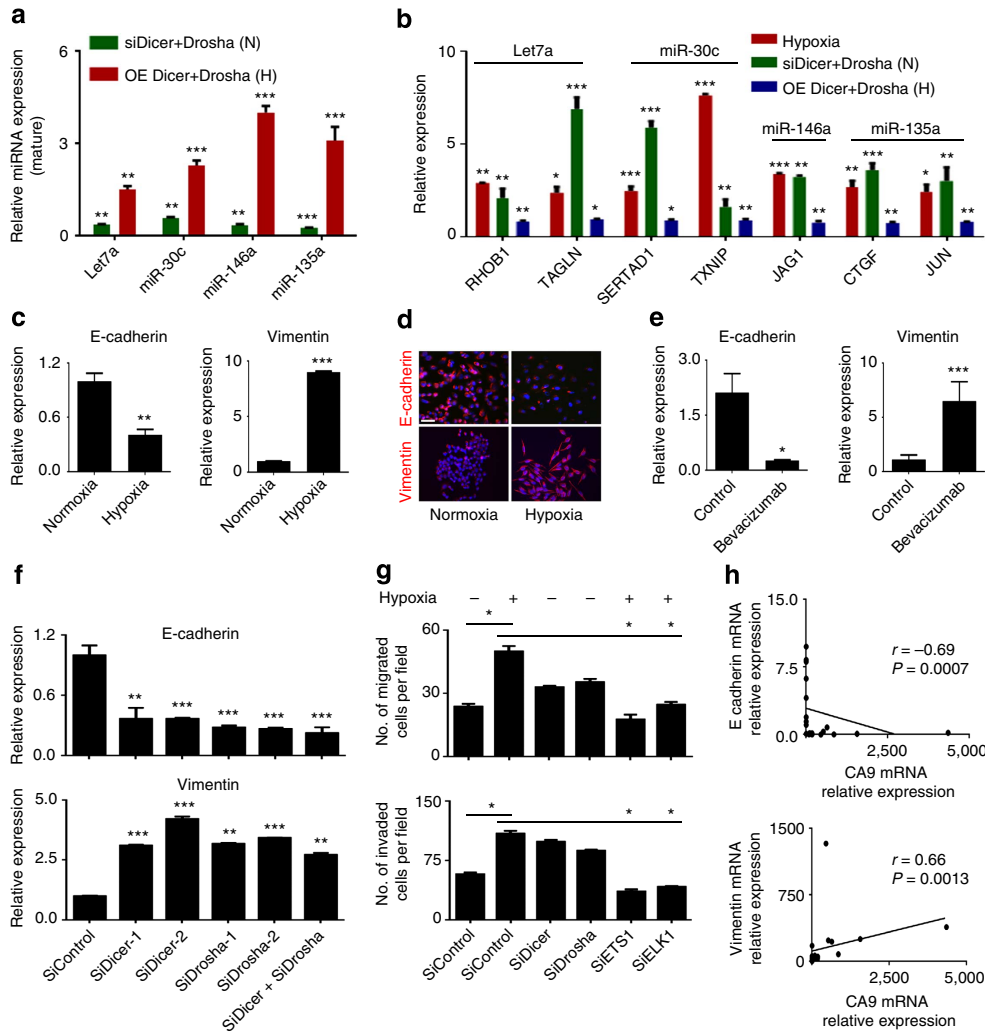 a
siDicer+Drosha (N)
OE Dicer+Drosha (H)
Relative miRNA expression
(mature)
6
3
0
** ** ** *** ** *** *** ***
Let7a
miR-30c
miR-146a
miR-135a
b
Let7a
miR-30c
miR-146a
miR-135a
Hypoxia
siDicer+Drosha (N)
OE Dicer+Drosha (H)
Relative expression
10
5
0
** ** **
* *** *
*** *** *
*** ** **
*** ** **
** *** **
* ** **
RHOB1
TAGLN
SERTAD1
TXNIP
JAG1
CTGF
JUN
c
E-cadherin
Relative expression
1.2
0.6
0.0
**
Normoxia
Hypoxia
Vimentin
Relative expression
10
5
0
***
Normoxia
Hypoxia
d
E-cadherin
Vimentin
Normoxia
Hypoxia
e
E-cadherin
Relative expression
3.0
1.5
0.0
*
Control
Bevacizumab
Vimentin
Relative expression
10
5
0
***
Control
Bevacizumab
f
E-cadherin
Relative expression
1.2
0.6
0.0
** *** *** *** ***
Vimentin
Relative expression
5.0
2.5
0.0
*** *** ** *** **
SiControl
SiDicer-1
SiDicer-2
SiDrosha-1
SiDrosha-2
SiDicer + SiDrosha
g
Hypoxia – + – – + +
* * *
No. of migrated
cells per field
60
30
0
* * *
No. of invaded
cells per field
150
75
0
SiControl
SiControl
SiDicer
SiDrosha
SiETS1
SiELK1
h
E cadherin mRNA
relative expression
15.0
7.5
0.0
r = –0.69
P = 0.0007
2,500
5,000
CA9 mRNA
relative expression
Vimentin mRNA
relative expression
1500
750
0
r = 0.66
P = 0.0013
2,500
5,000
CA9 mRNA
relative expression